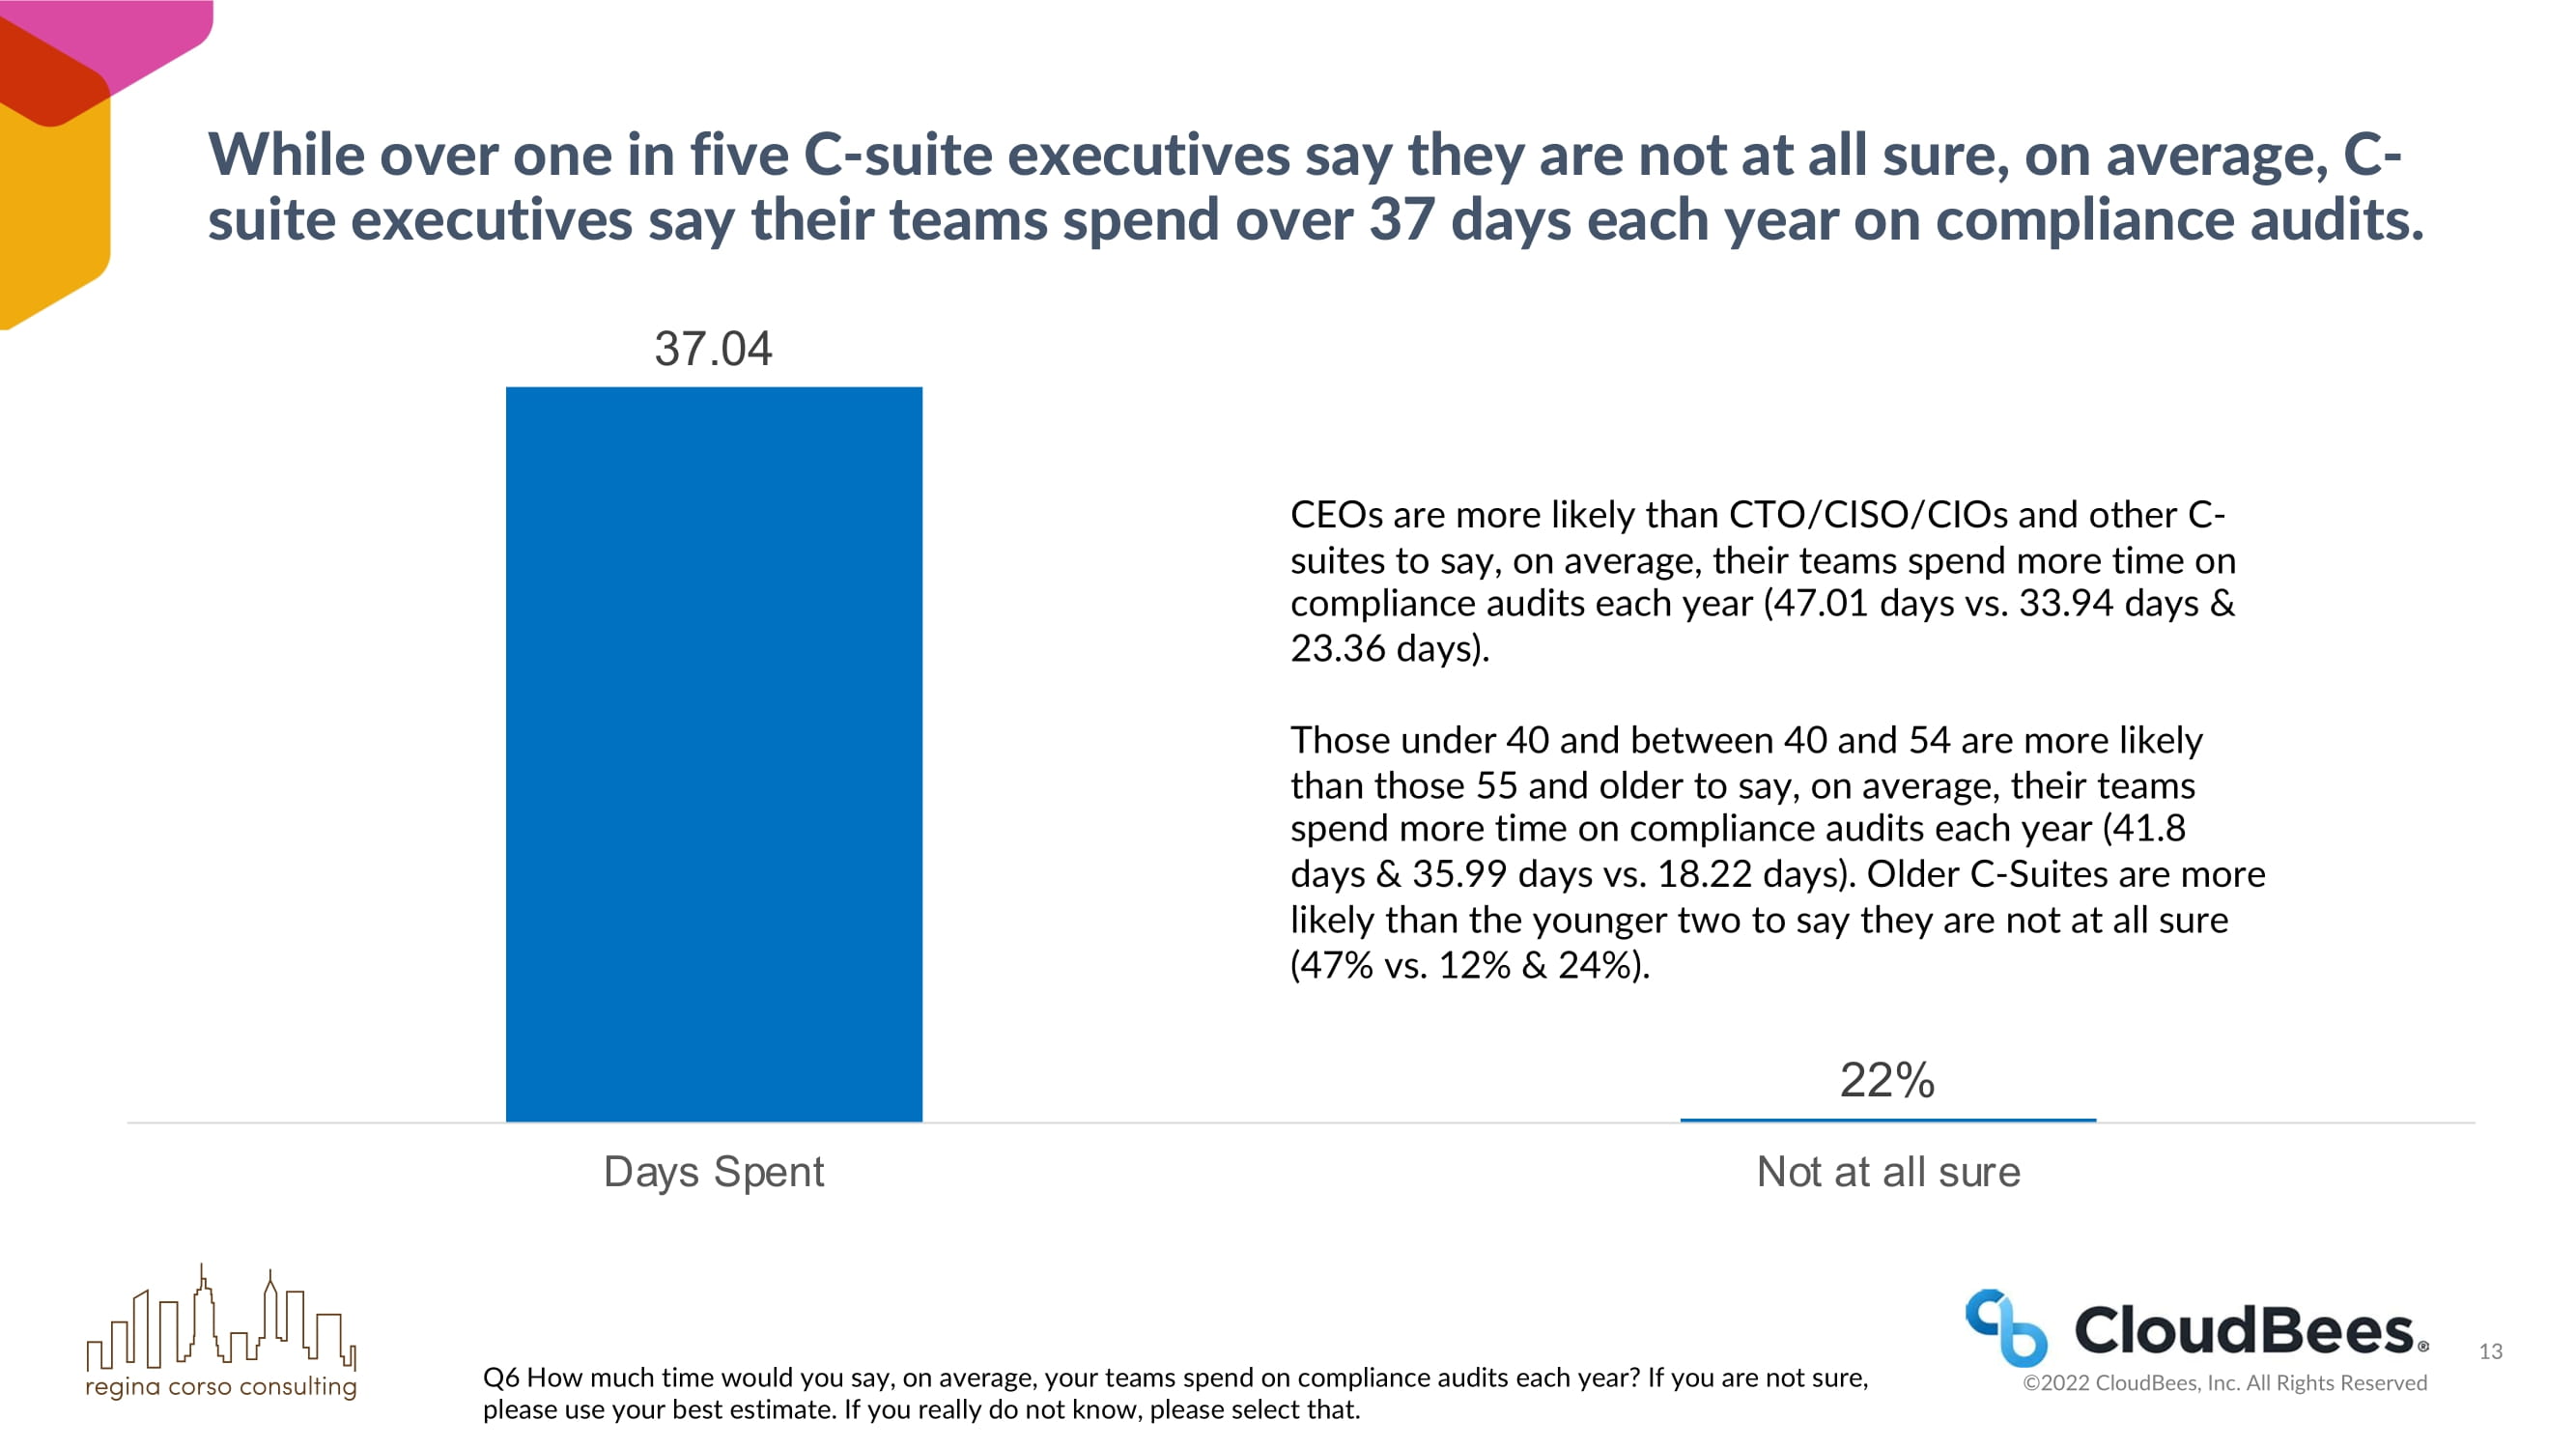 While over one in five C-suite executives say they are not at all sure, on average, C-
suite executives say their teams spend over 37 days each year on compliance audits.
37.04
CEOs are more likely than CTO/CISO/CIOs and other C-
suites to say, on average, their teams spend more time on
compliance audits each year (47.01 days vs. 33.94 days &
23.36 days).
Those under 40 and between 40 and 54 are more likely
than those 55 and older to say, on average, their teams
spend more time on compliance audits each year (41.8
days & 35.99 days vs. 18.22 days). Older C-Suites are more
likely than the younger two to say they are not at all sure
(47% vs. 12% & 24%).
22%
Days Spent
Not at all sure
regina corso consulting
Q6 How much time would you say, on average, your teams spend on compliance audits each year? If you are not sure,
please use your best estimate. If you really do not know, please select that.
CloudBees®
13
©2022 CloudBees, Inc. All Rights Reserved